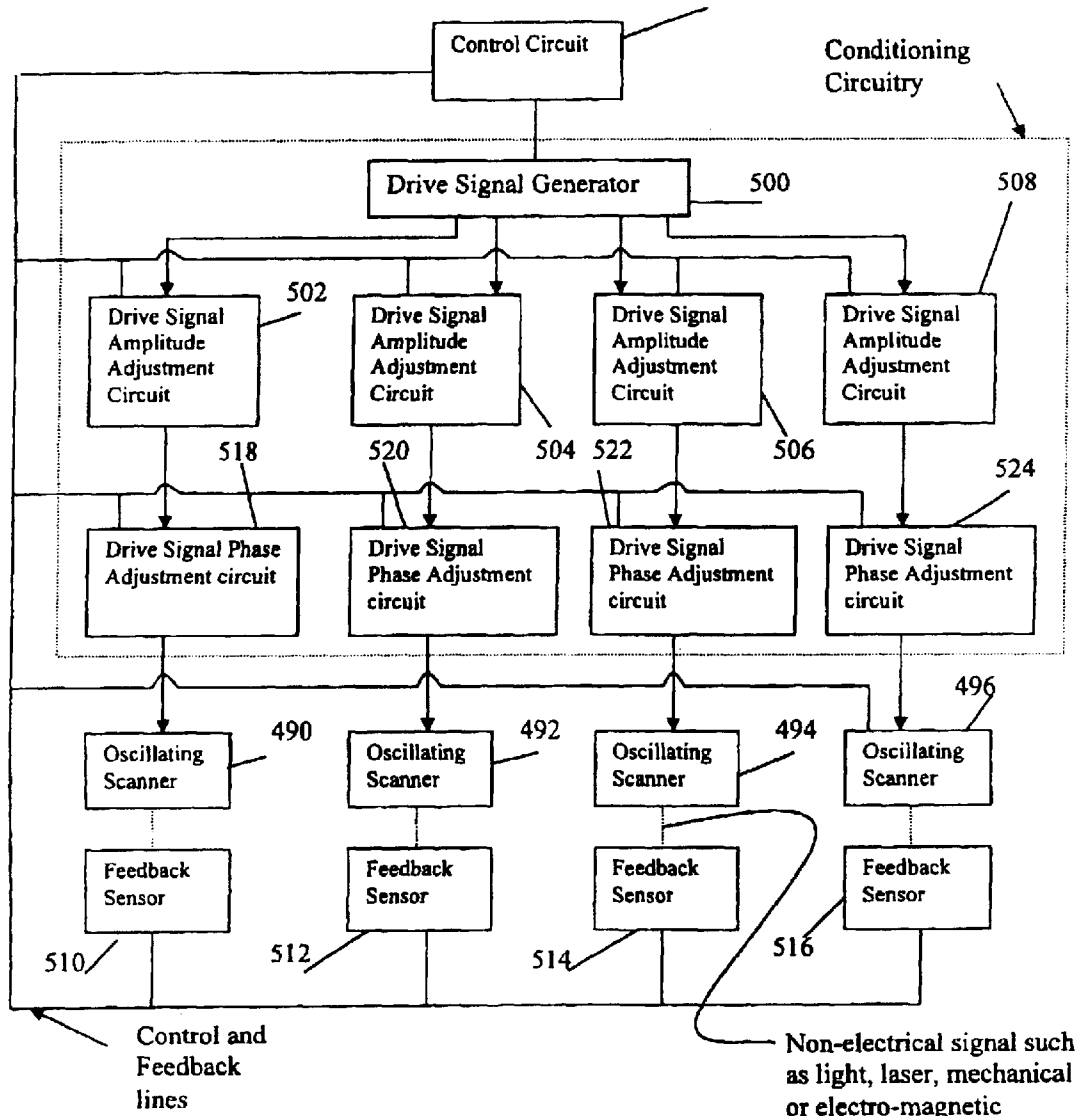 Control Circuit
Conditioning
Circuitry
Drive Signal Generator
500
508
502
Drive Signal
Amplitude
Adjustment
Circuit
Drive Signal
Amplitude
Adjustment
Circuit
Drive Signal
Amplitude
Adjustment
Circuit
Drive Signal
Amplitude
Adjustment
Circuit
518
520
504
522
506
524
Drive Signal Phase
Adjustment circuit
Drive Signal
Phase Adjustment
circuit
Drive Signal
Phase Adjustment
circuit
Drive Signal
Phase Adjustment
circuit
490
492
494
496
Oscillating
Scanner
Oscillating
Scanner
Oscillating
Scanner
Oscillating
Scanner
Feedback
Sensor
Feedback
Sensor
Feedback
Sensor
Feedback
Sensor
510
512
514
516
Control and
Feedback
lines
Non-electrical signal such
as light, laser, mechanical
or electro-magnetic